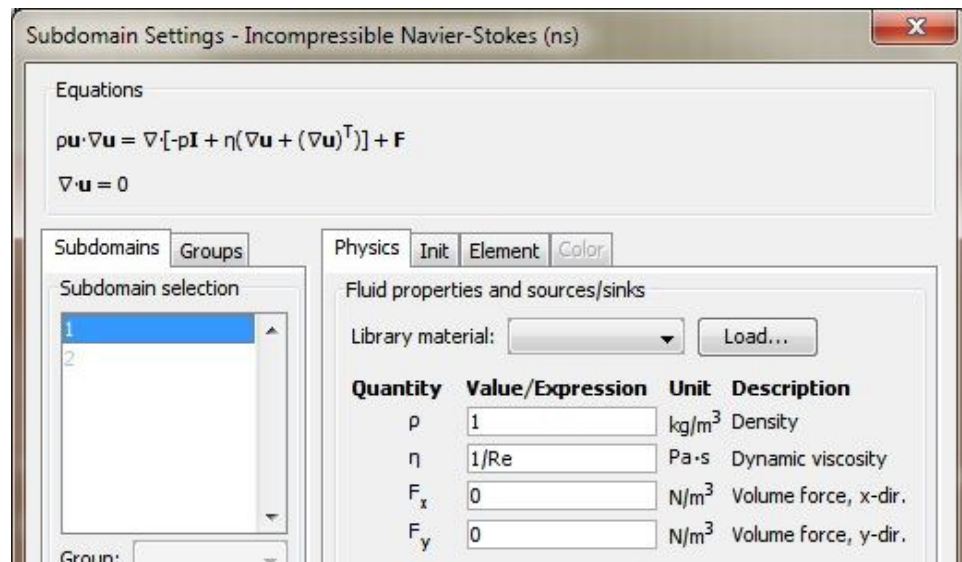 Subdomain Settings - Incompressible Navier-Stokes (ns)
Equations
ρu·∇u = ∇·[-pI + η(∇u + (∇u)ᵀ)] + F
∇·u = 0
Subdomains Groups
Physics Init Element Color
Subdomain selection
1
2
Group:
Fluid properties and sources/sinks
Library material: Load...
Quantity Value/Expression Unit Description
ρ 1 kg/m³ Density
η 1/Re Pa·s Dynamic viscosity
Fₓ 0 N/m³ Volume force, x-dir.
Fy 0 N/m³ Volume force, y-dir.